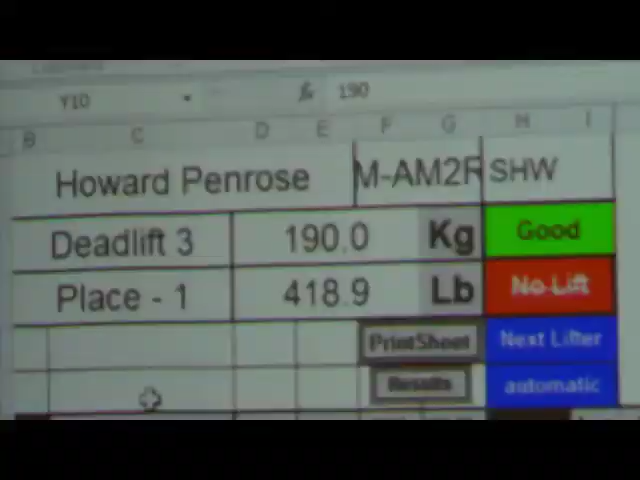 Y10 fx 190
B C D E F G H I
Howard Penrose M-AM2R SHW
Deadlift 3 190.0 Kg Good
Place - 1 418.9 Lb No Lift
PrintSheet Next Lifter
Results automatic